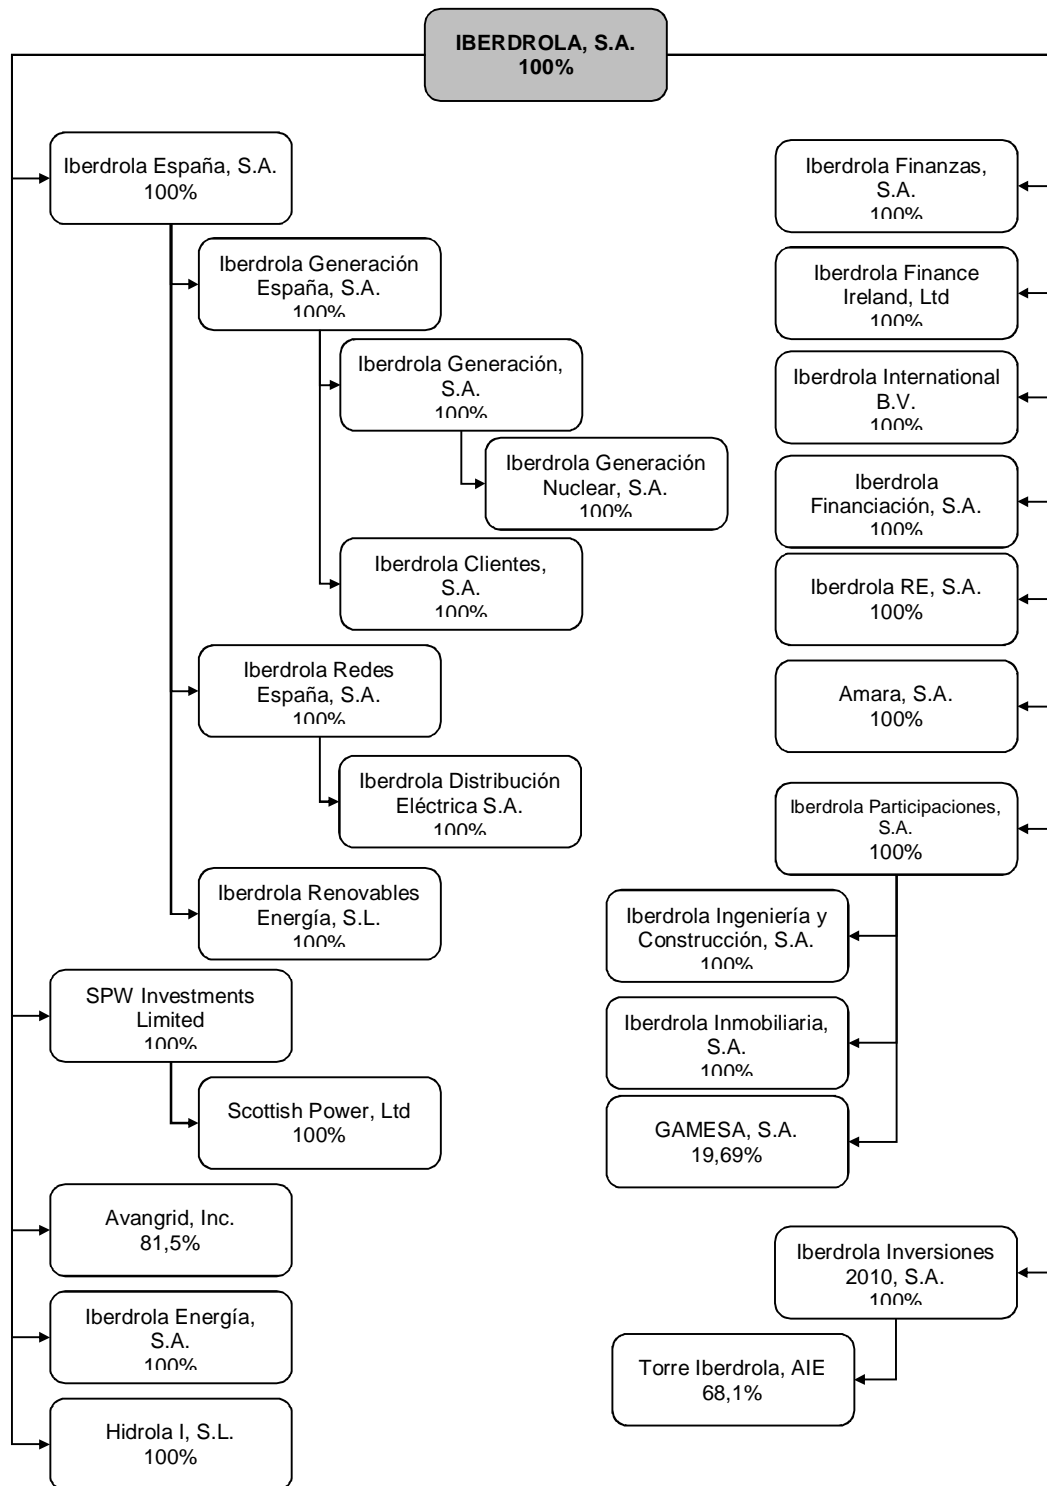 IBERDROLA, S.A.
100%
Iberdrola España, S.A.
100%
Iberdrola Generación
España, S.A.
100%
Iberdrola Generación,
S.A.
100%
Iberdrola Generación
Nuclear, S.A.
100%
Iberdrola Clientes,
S.A.
100%
Iberdrola Redes
España, S.A.
100%
Iberdrola Distribución
Eléctrica S.A.
100%
Iberdrola Renovables
Energía, S.L.
100%
SPW Investments
Limited
100%
Scottish Power, Ltd
100%
Avangrid, Inc.
81,5%
Iberdrola Energía,
S.A.
100%
Hidrola I, S.L.
100%
Iberdrola Finanzas,
S.A.
100%
Iberdrola Finance
Ireland, Ltd
100%
Iberdrola International
B.V.
100%
Iberdrola
Financiación, S.A.
100%
Iberdrola RE, S.A.
100%
Amara, S.A.
100%
Iberdrola Participaciones,
S.A.
100%
Iberdrola Ingeniería y
Construcción, S.A.
100%
Iberdrola Inmobiliaria,
S.A.
100%
GAMESA, S.A.
19,69%
Iberdrola Inversiones
2010, S.A.
100%
Torre Iberdrola, AIE
68,1%